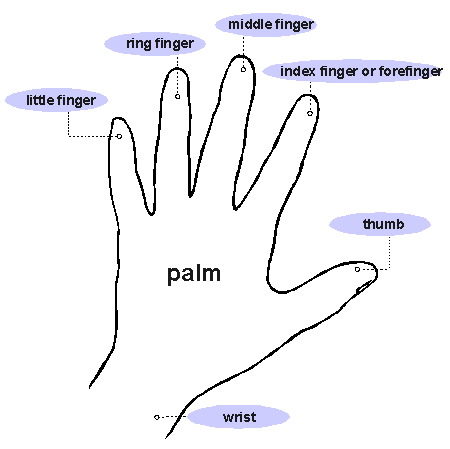 middle finger
ring finger
index finger or forefinger
little finger
thumb
palm
wrist